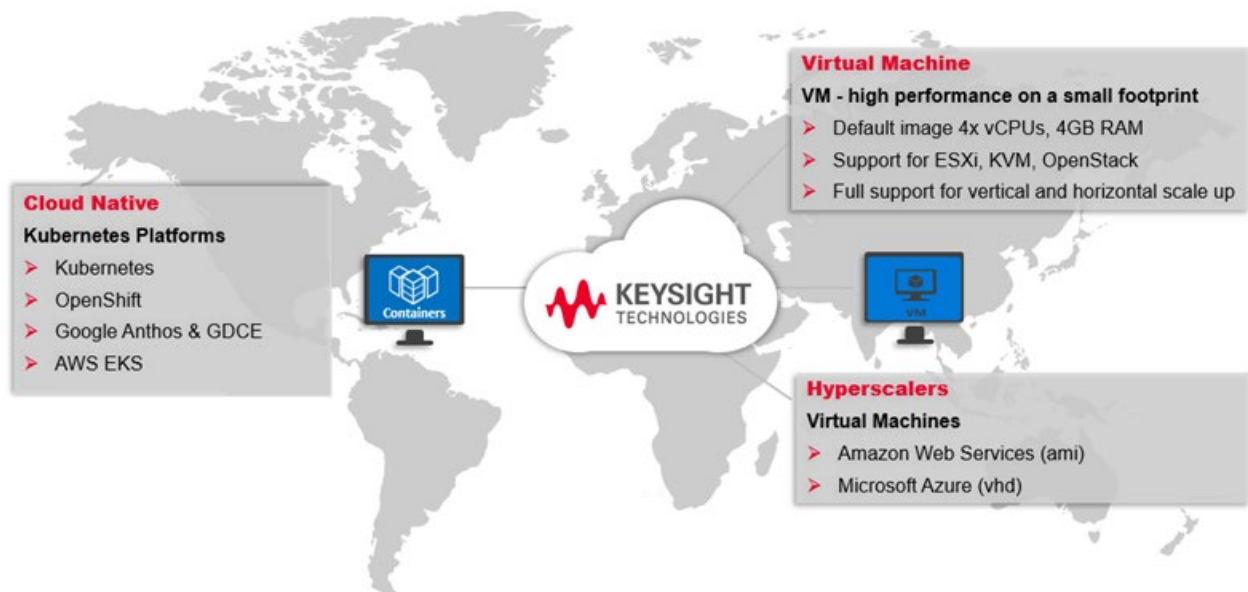 Virtual Machine
VM - high performance on a small footprint
➢ Default image 4x vCPUs, 4GB RAM
➢ Support for ESXi, KVM, OpenStack
➢ Full support for vertical and horizontal scale up
Cloud Native
Kubernetes Platforms
➢ Kubernetes
➢ OpenShift
➢ Google Anthos & GDCE
➢ AWS EKS
Containers
KEYSIGHT
TECHNOLOGIES
VM
Hyperscalers
Virtual Machines
➢ Amazon Web Services (ami)
➢ Microsoft Azure (vhd)